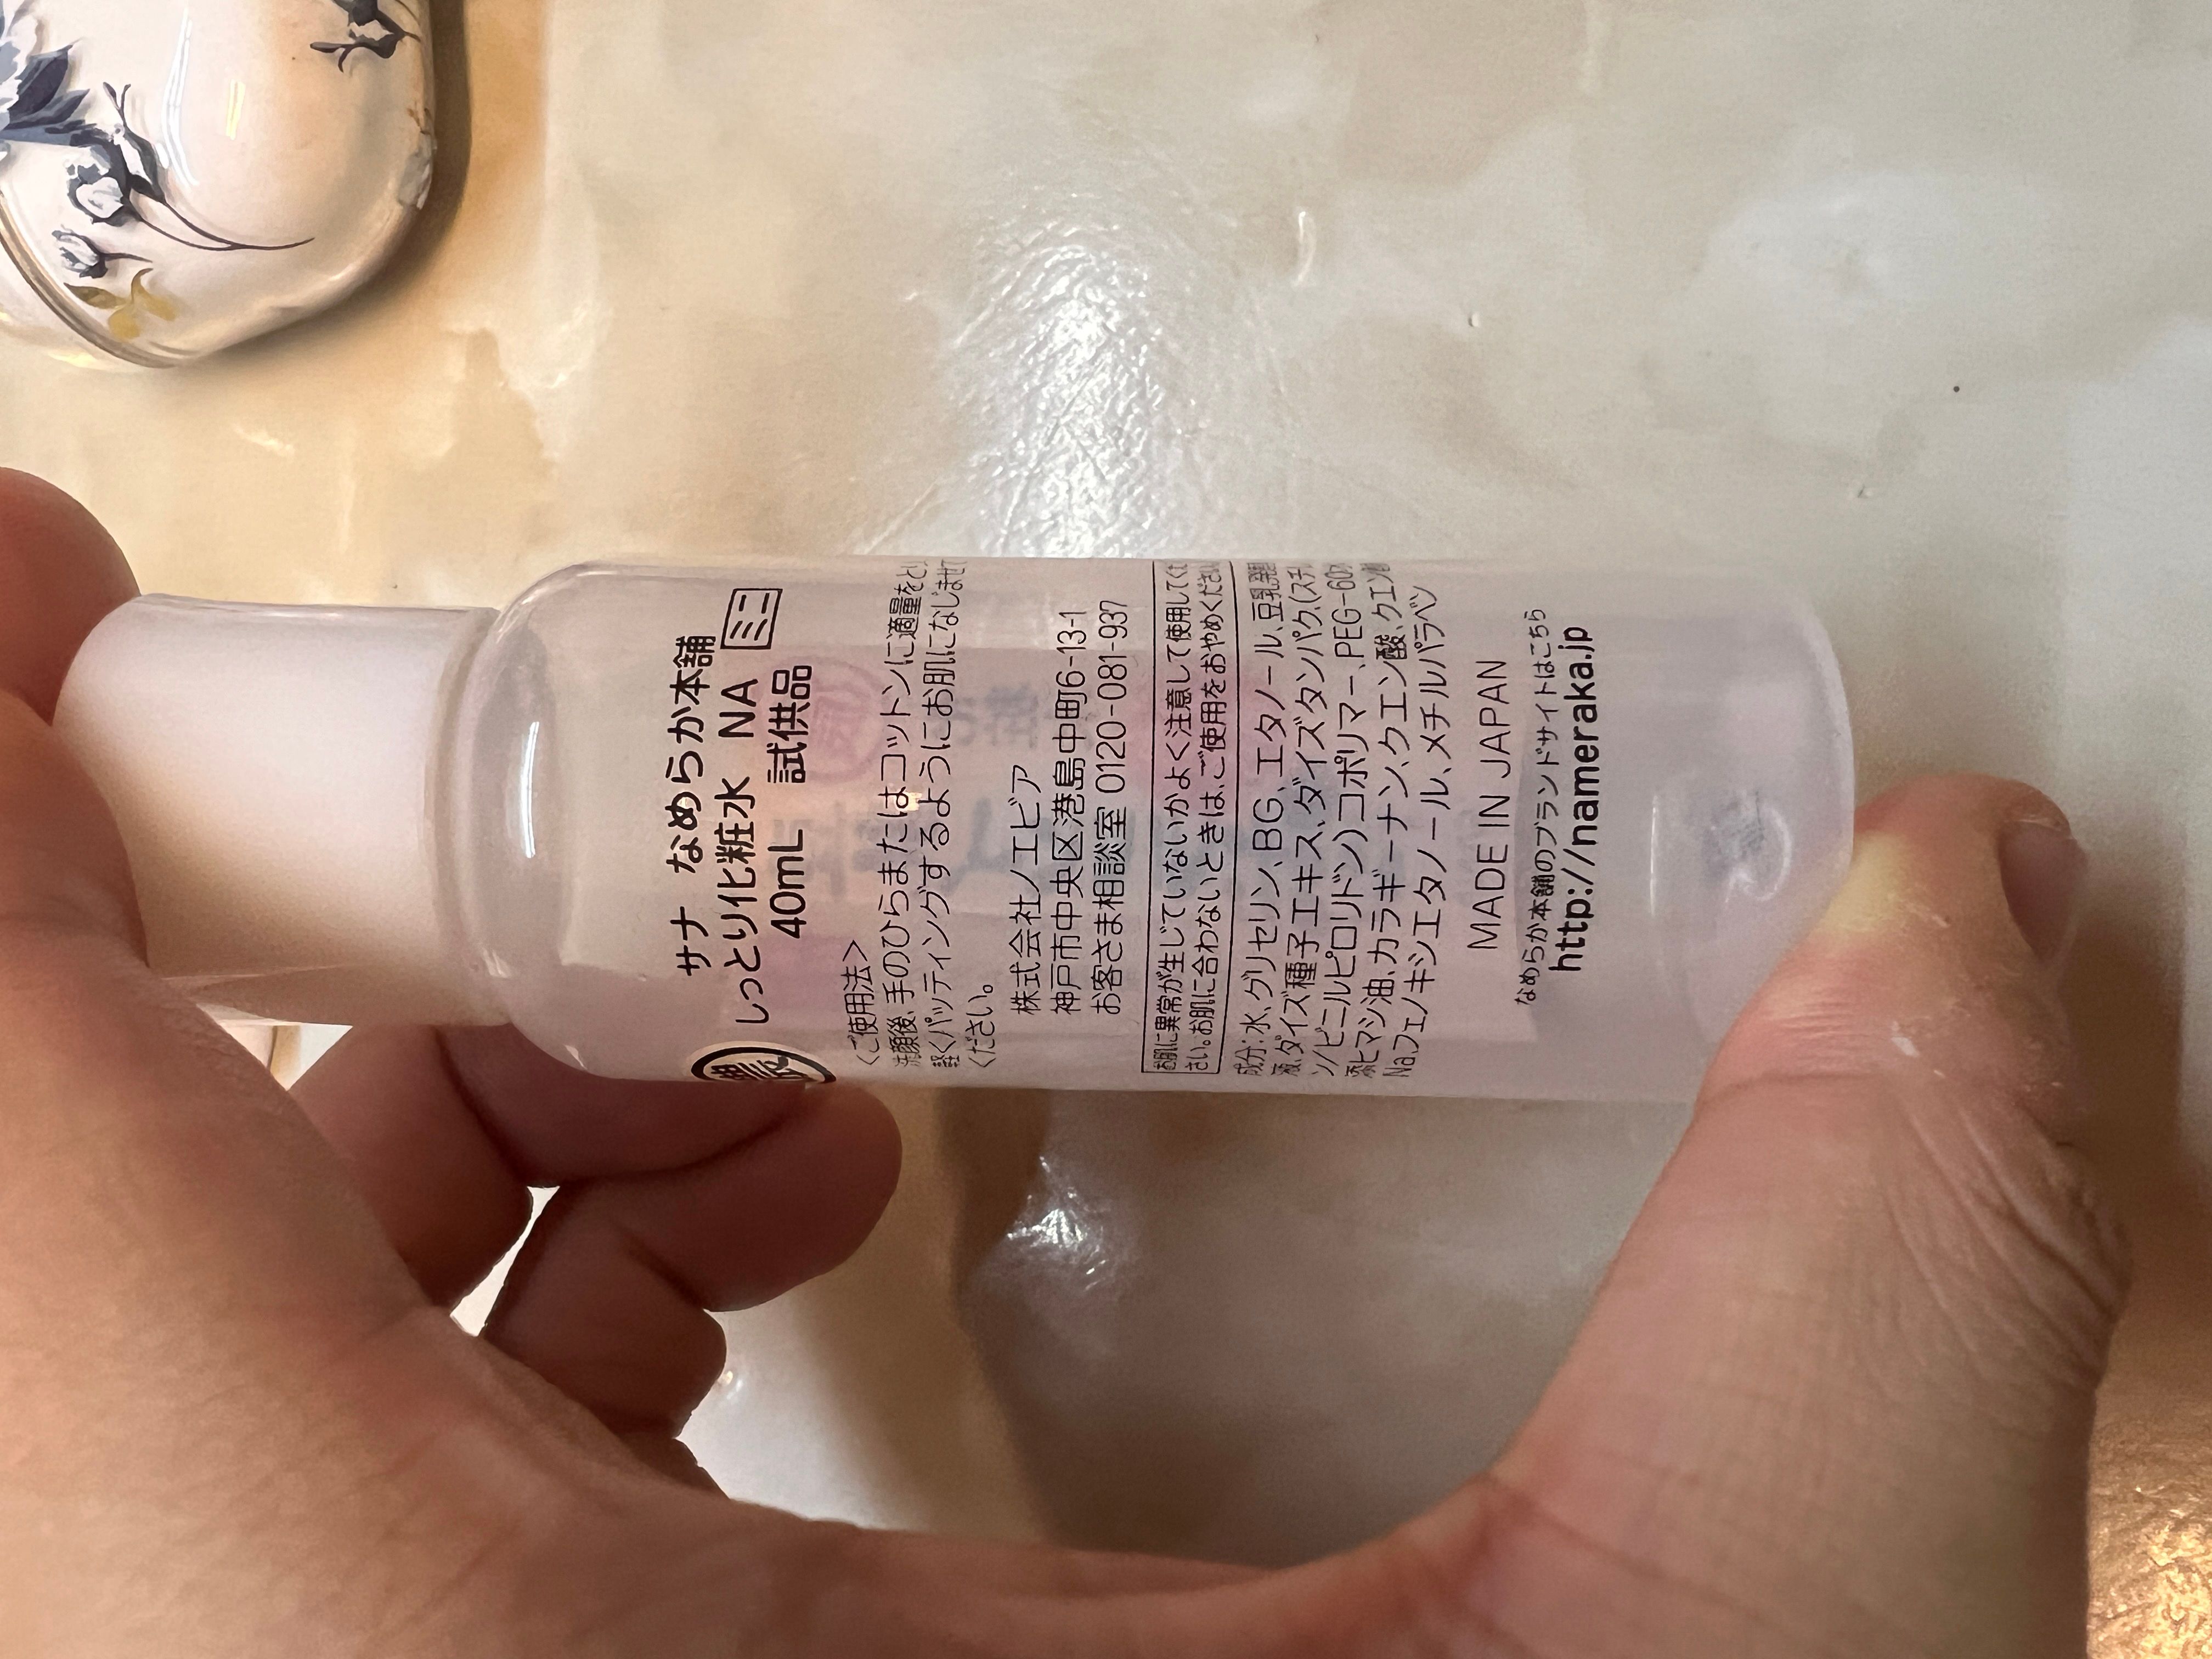 サナ なめらか本舗
しっとり化粧水 NA ミニ
40mL 試供品
<ご使用法>
洗顔後、手のひらまたはコットンに適量をとり
軽くパッティングするようにお肌になじませて
ください。
株式会社ノエビア
神戸市中央区港島中町6-13-1
お客さま相談室 0120-081-937
お肌に異常が生じていないかよく注意して使用してくだ
さい。お肌に合わないときは、ご使用をおやめください
成分:水、グリセリン、BG、エタノール、豆乳発酵
液、ダイズ種子エキス、ダイズタンパク、(スチレ
ン/ビニルピロリドン)コポリマー、PEG-60水
添ヒマシ油、カラギーナン、クエン酸、クエン酸
Na、フェノキシエタノール、メチルパラベン
MADE IN JAPAN
なめらか本舗のブランドサイトはこちら
http://nameraka.jp